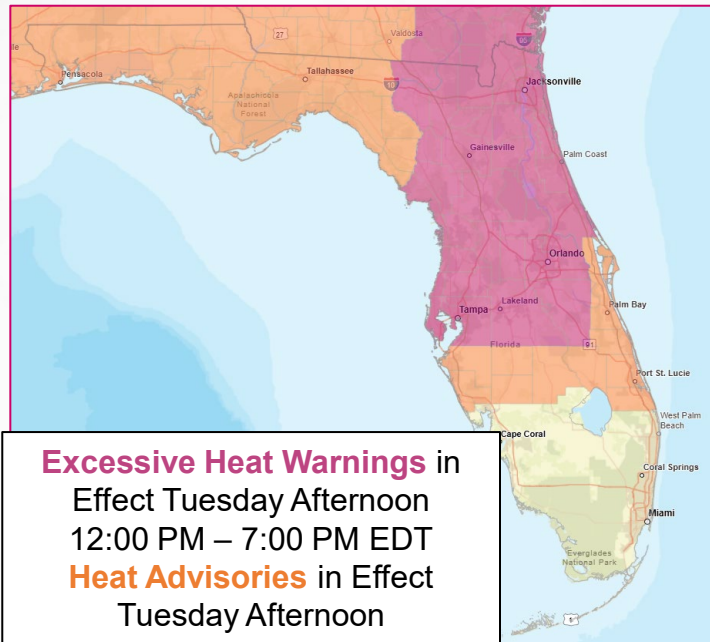 27
Valdosta
Pensacola
Tallahassee
10
Apalachicola
National
Forest
95
Jacksonville
Gainesville
Palm Coast
Orlando
Lakeland
Tampa
Palm Bay
Florida
91
Port St. Lucie
West Palm
Beach
Cape Coral
Coral Springs
Miami
Everglades
National Park
Excessive Heat Warnings in
Effect Tuesday Afternoon
12:00 PM – 7:00 PM EDT
Heat Advisories in Effect
Tuesday Afternoon